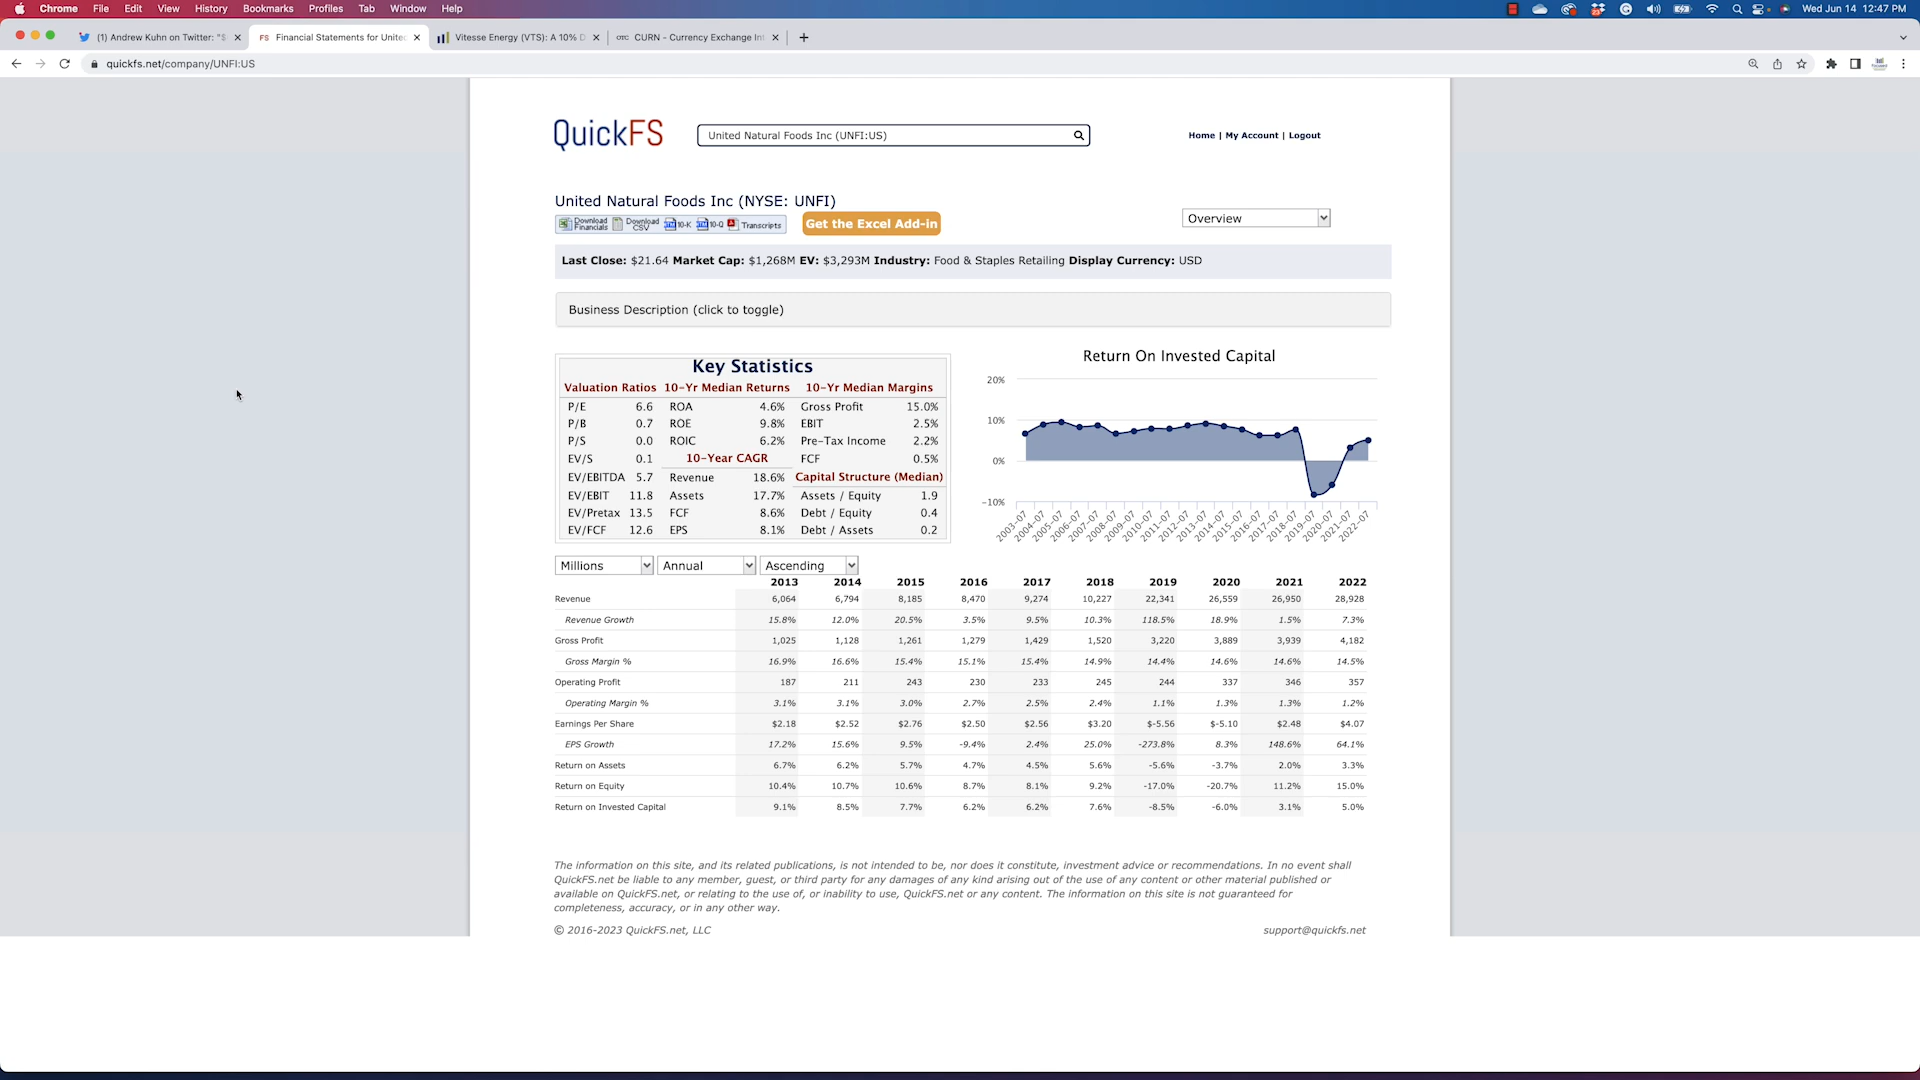 Chrome File Edit View History Bookmarks Profiles Tab Window Help Wed Jun 14 12:47 PM
(1) Andrew Kuhn on Twitter: "$ FS Financial Statements for Unite Vitesse Energy (VTS): A 10% D OTC CURN - Currency Exchange Int
quickfs.net/company/UNFI:US
QuickFS United Natural Foods Inc (UNFI:US) Home | My Account | Logout
United Natural Foods Inc (NYSE: UNFI)
Download Financials Download CSV 10-K 10-Q Transcripts Get the Excel Add-in Overview
Last Close: $21.64 Market Cap: $1,268M EV: $3,293M Industry: Food & Staples Retailing Display Currency: USD
Business Description (click to toggle)
Key Statistics
Valuation Ratios 10-Yr Median Returns 10-Yr Median Margins
P/E 6.6 ROA 4.6% Gross Profit 15.0%
P/B 0.7 ROE 9.8% EBIT 2.5%
P/S 0.0 ROIC 6.2% Pre-Tax Income 2.2%
EV/S 0.1 10-Year CAGR FCF 0.5%
EV/EBITDA 5.7 Revenue 18.6% Capital Structure (Median)
EV/EBIT 11.8 Assets 17.7% Assets / Equity 1.9
EV/Pretax 13.5 FCF 8.6% Debt / Equity 0.4
EV/FCF 12.6 EPS 8.1% Debt / Assets 0.2
Return On Invested Capital
20%
10%
0%
-10%
2003-07 2004-07 2005-07 2006-07 2007-07 2008-07 2009-07 2010-07 2011-07 2012-07 2013-07 2014-07 2015-07 2016-07 2017-07 2018-07 2019-07 2020-07 2021-07 2022-07
Millions Annual Ascending
2013 2014 2015 2016 2017 2018 2019 2020 2021 2022
Revenue 6,064 6,794 8,185 8,470 9,274 10,227 22,341 26,559 26,950 28,928
Revenue Growth 15.8% 12.0% 20.5% 3.5% 9.5% 10.3% 118.5% 18.9% 1.5% 7.3%
Gross Profit 1,025 1,128 1,261 1,279 1,429 1,520 3,220 3,889 3,939 4,182
Gross Margin % 16.9% 16.6% 15.4% 15.1% 15.4% 14.9% 14.4% 14.6% 14.6% 14.5%
Operating Profit 187 211 243 230 233 245 244 337 346 357
Operating Margin % 3.1% 3.1% 3.0% 2.7% 2.5% 2.4% 1.1% 1.3% 1.3% 1.2%
Earnings Per Share $2.18 $2.52 $2.76 $2.50 $2.56 $3.20 $-5.56 $-5.10 $2.48 $4.07
EPS Growth 17.2% 15.6% 9.5% -9.4% 2.4% 25.0% -273.8% 8.3% 148.6% 64.1%
Return on Assets 6.7% 6.2% 5.7% 4.7% 4.5% 5.6% -5.6% -3.7% 2.0% 3.3%
Return on Equity 10.4% 10.7% 10.6% 8.7% 8.1% 9.2% -17.0% -20.7% 11.2% 15.0%
Return on Invested Capital 9.1% 8.5% 7.7% 6.2% 6.2% 7.6% -8.5% -6.0% 3.1% 5.0%
The information on this site, and its related publications, is not intended to be, nor does it constitute, investment advice or recommendations. In no event shall
QuickFS.net be liable to any member, guest, or third party for any damages of any kind arising out of the use of any content or other material published or
available on QuickFS.net, or relating to the use of, or inability to use, QuickFS.net or any content. The information on this site is not guaranteed for
completeness, accuracy, or in any other way.
© 2016-2023 QuickFS.net, LLC support@quickfs.net